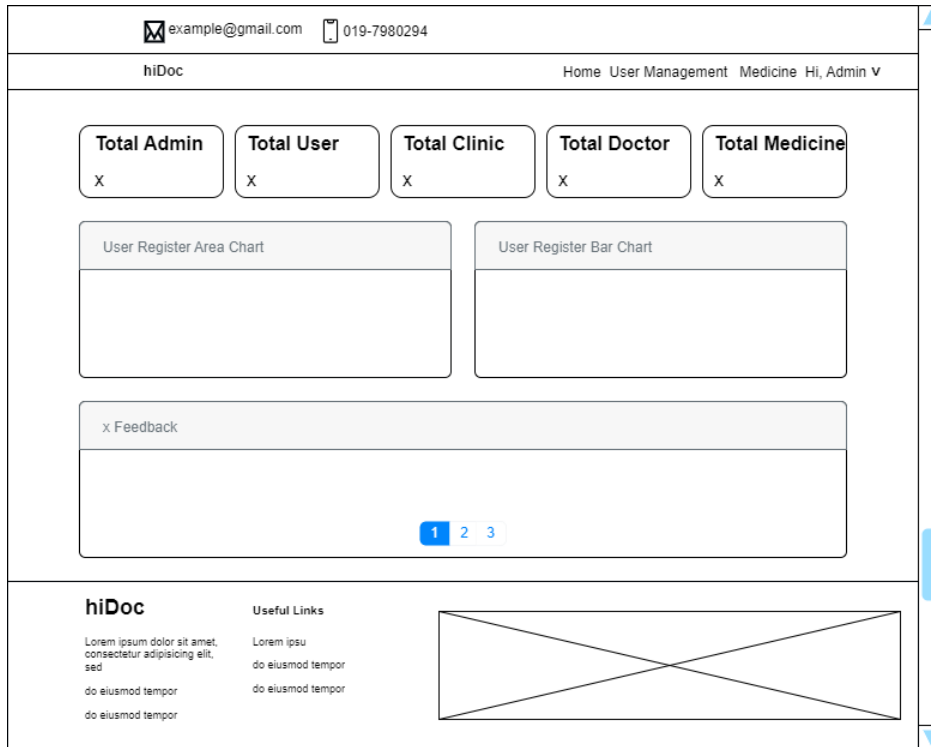 example@gmail.com 019-7980294
hiDoc Home User Management Medicine Hi, Admin v
Total Admin Total User Total Clinic Total Doctor Total Medicine
X X X X X
User Register Area Chart User Register Bar Chart
x Feedback
1 2 3
hiDoc
Lorem ipsum dolor sit amet,
consectetur adipisicing elit,
sed
do eiusmod tempor
do eiusmod tempor
Useful Links
Lorem ipsu
do eiusmod tempor
do eiusmod tempor